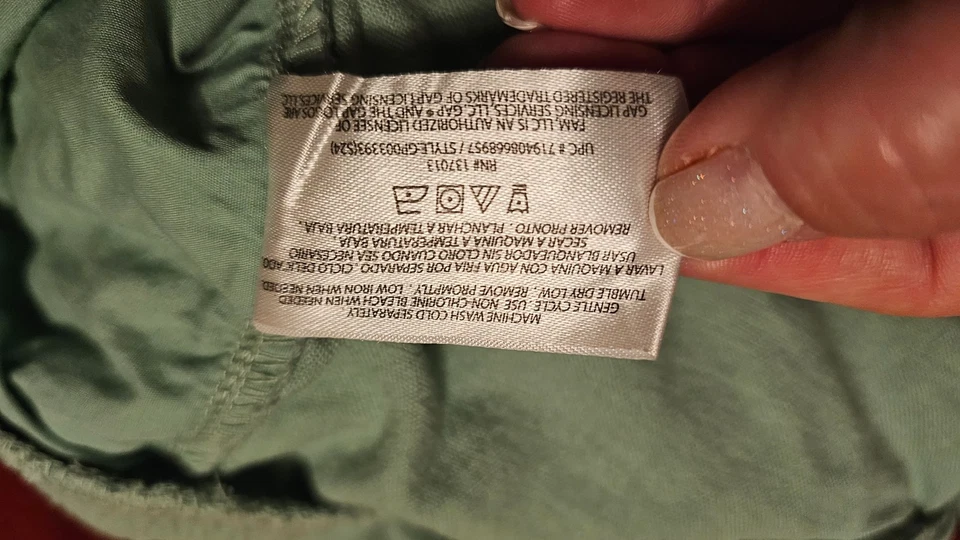 MACHINE WASH COLD SEPARATELY
GENTLE CYCLE. USE NON-CHLORINE BLEACH WHEN NEEDED
TUMBLE DRY LOW, REMOVE PROMPTLY, LOW IRON WHEN NEEDED.
LAVAR A MAQUINA CON AGUA FRIA POR SEPARADO. CICLO DELICADO.
USAR BLANQUEADOR SIN CLORO CUANDO SEA NECESARIO
SECAR A MAQUINA A TEMPERATURA BAJA
REMOVER PRONTO. PLANCHAR A TEMPERATURA BAJA.
RN# 137013
UPC # 719408668957 / STYLE:GP003393(S24)
FAM, LLC IS AN AUTHORIZED LICENSEE OF
GAP LICENSING SERVICES, LLC GAP® AND THE GAP LOGOS ARE
THE REGISTERED TRADEMARKS OF GAP LICENSING SERVICES, LLC